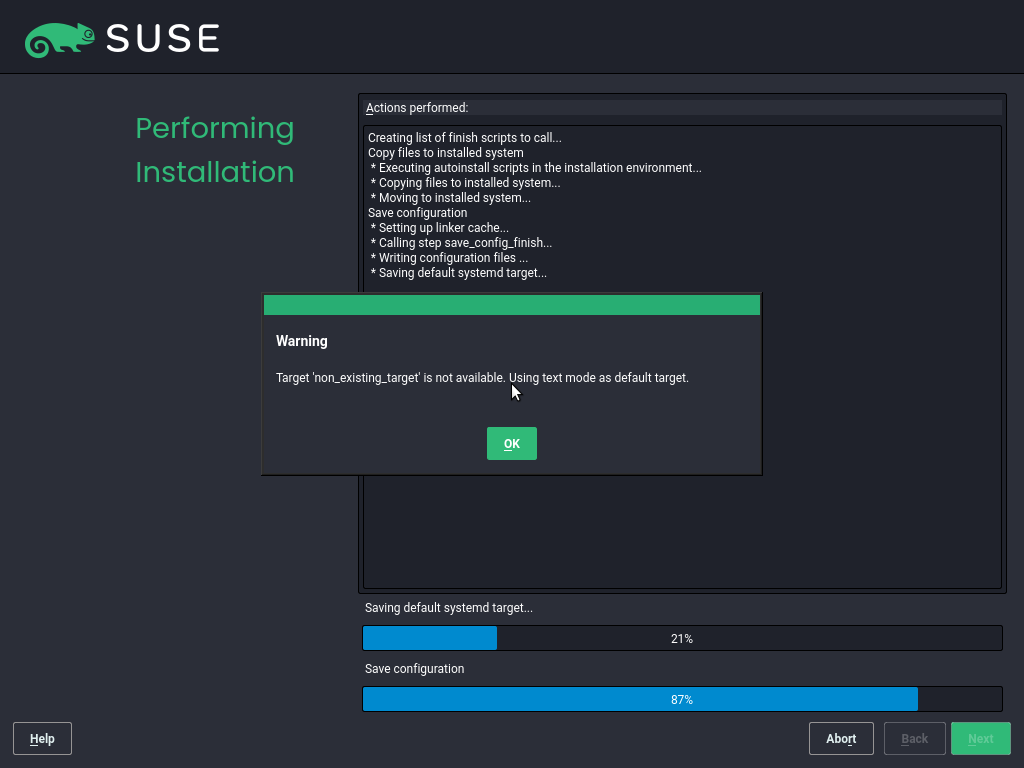 SUSE
Performing
Installation
Actions performed:
Creating list of finish scripts to call...
Copy files to installed system
* Executing autoinstall scripts in the installation environment...
* Copying files to installed system...
* Moving to installed system...
Save configuration
* Setting up linker cache...
* Calling step save_config_finish...
* Writing configuration files ...
* Saving default systemd target...
Warning
Target 'non_existing_target' is not available. Using text mode as default target.
OK
Saving default systemd target...
21%
Save configuration
87%
Help
Abort
Back
Next